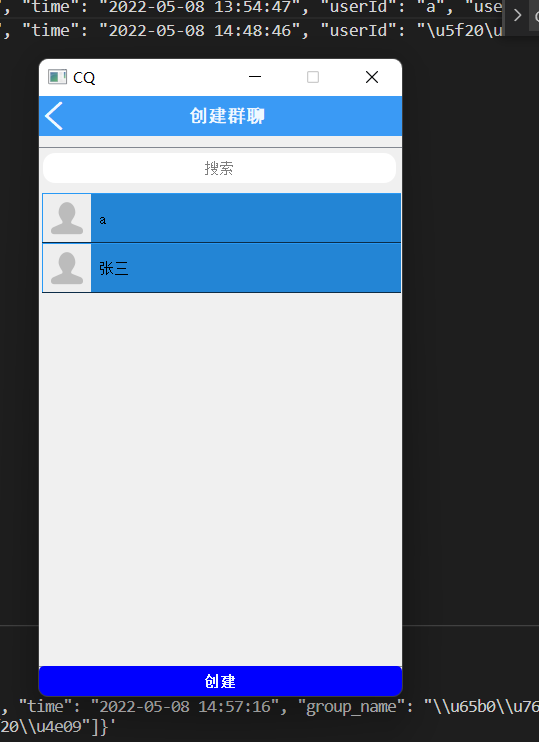 ", "time": "2022-05-08 13:54:47", "userId": "a", "use
", "time": "2022-05-08 14:48:46", "userId": "\u5f20\u
CQ
创建群聊
搜索
a
张三
创建
, "time": "2022-05-08 14:57:16", "group_name": "\\u65b0\\u76
20\\u4e09"]}'